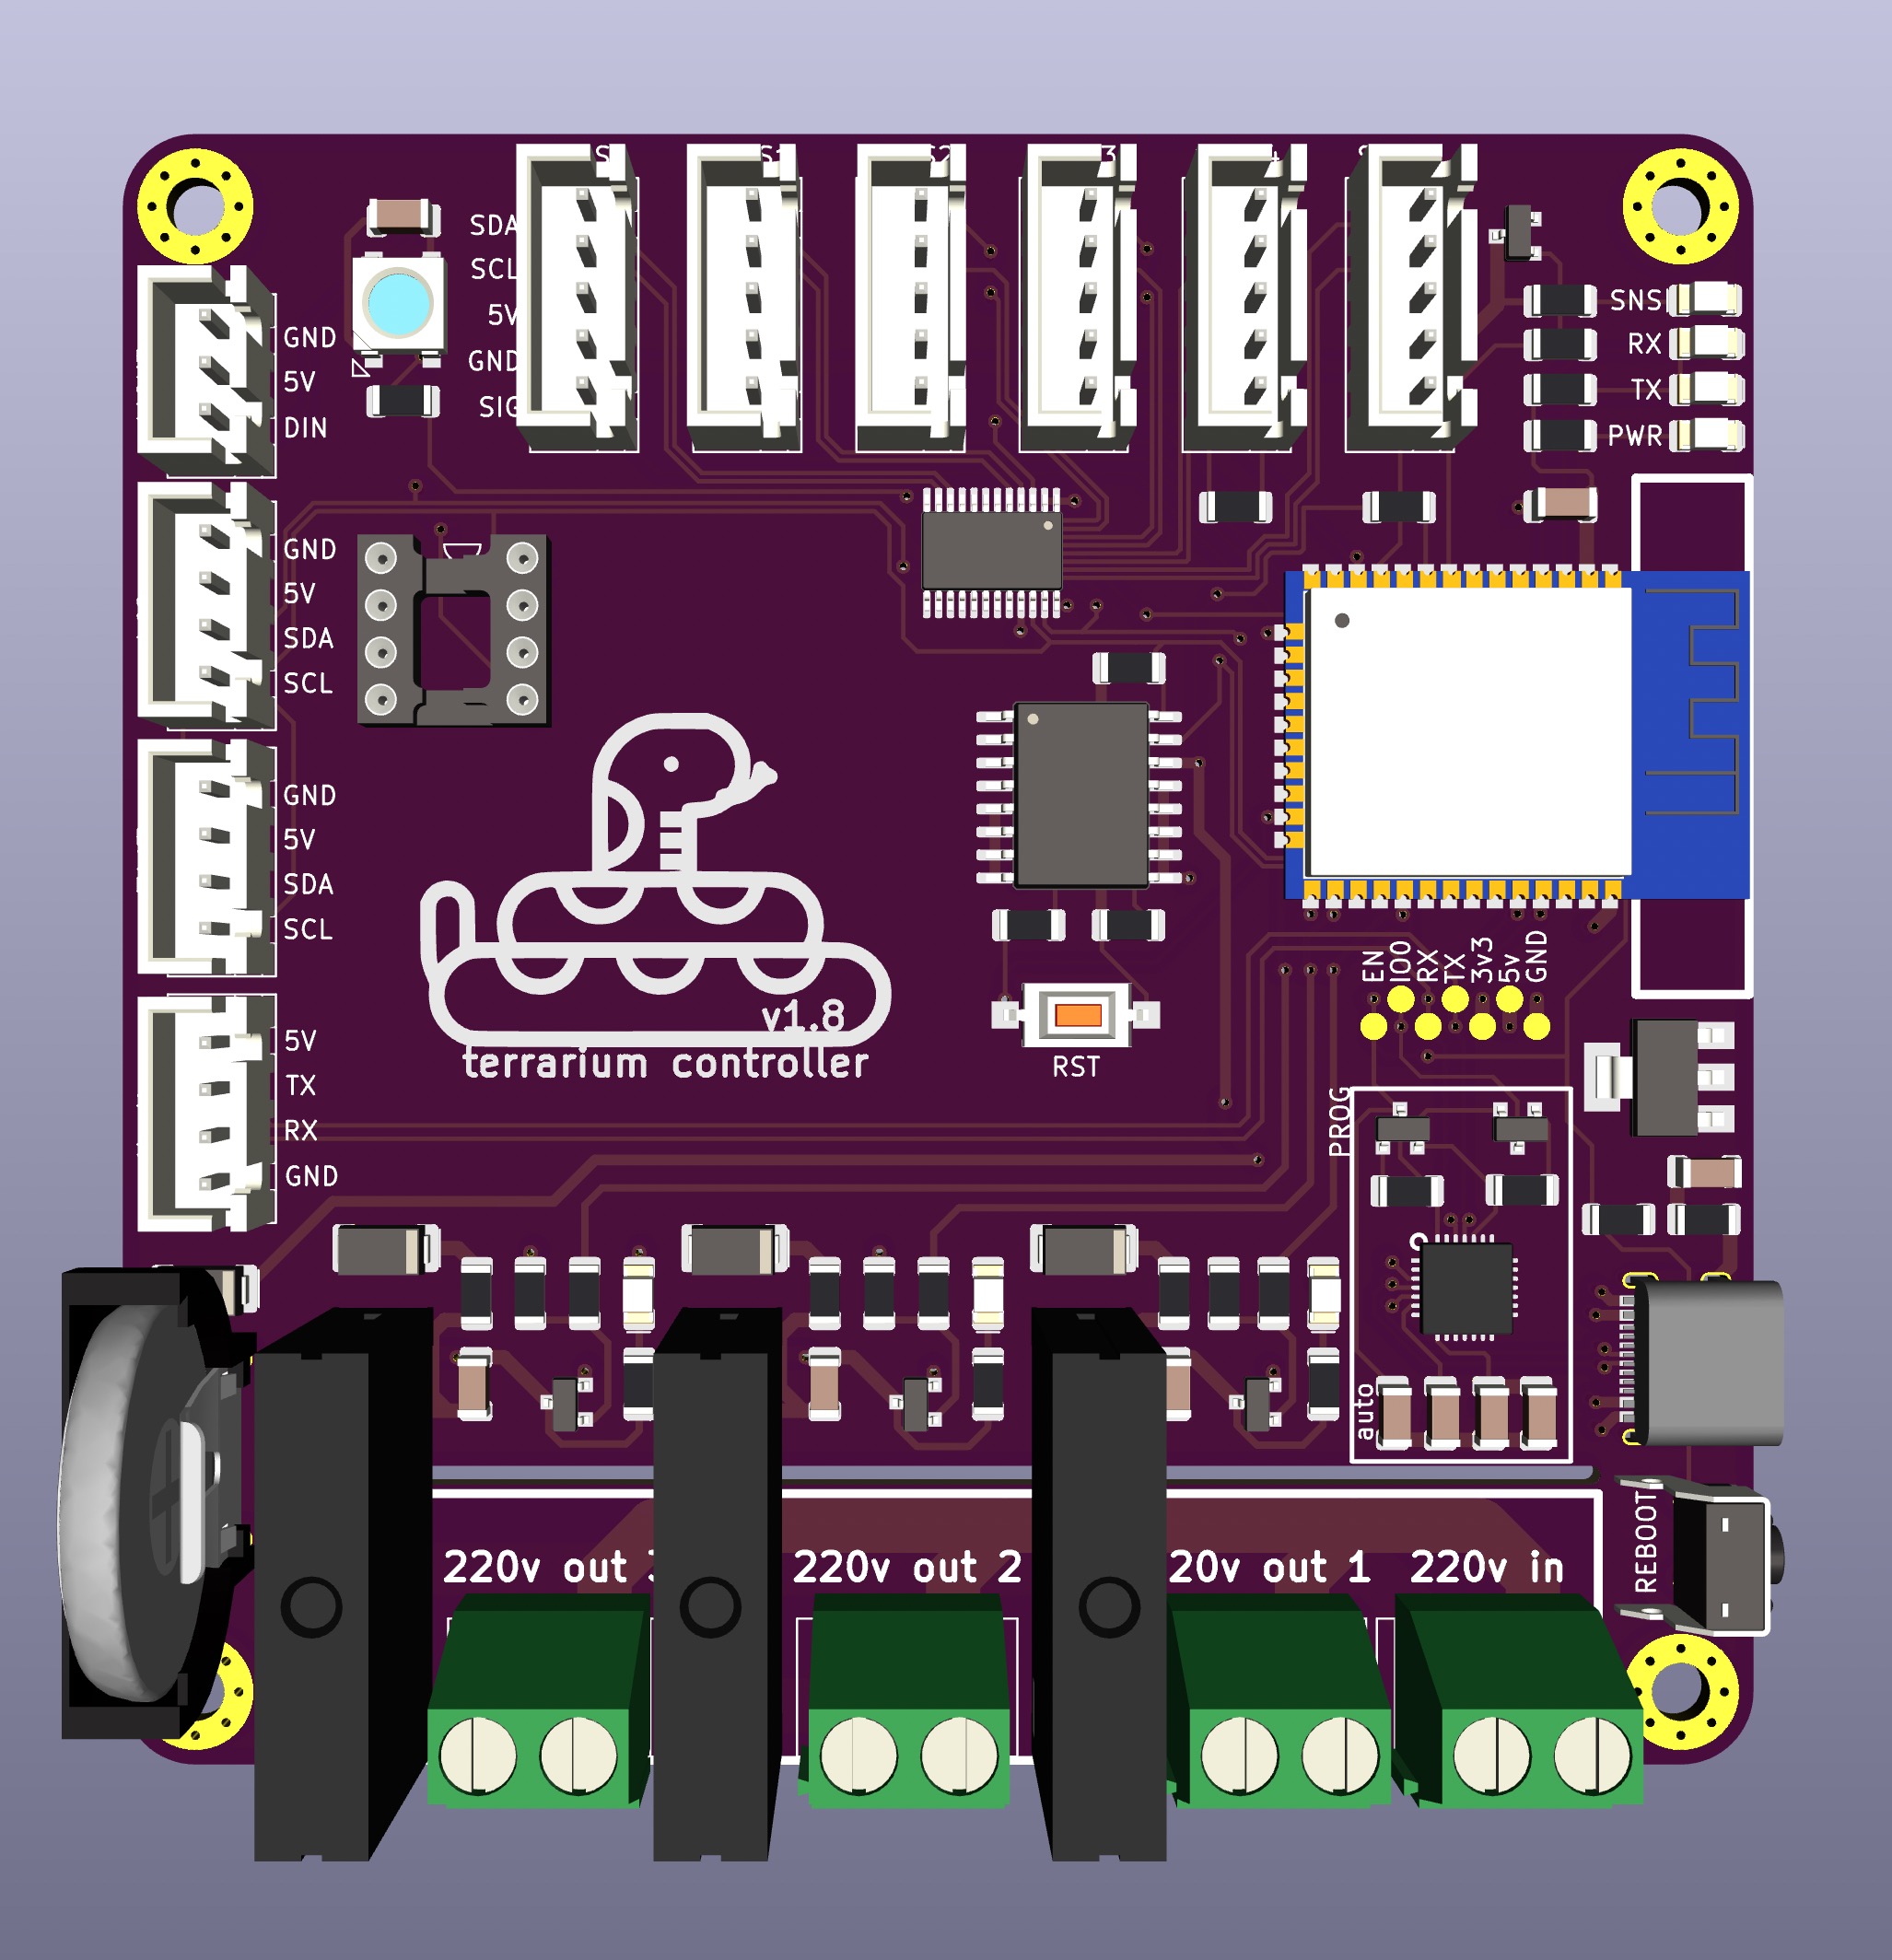 S1
S2
SDA
SCL
5V
GND
SIG
GND
5V
DIN
SNS
RX
TX
PWR
GND
5V
SDA
SCL
GND
5V
SDA
SCL
v1.8
terrarium controller
RST
EN
IO0
RX
TX
3v3
5v
GND
5V
TX
RX
GND
PROG
auto
REBOOT
220v out
220v out 2
20v out 1
220v in